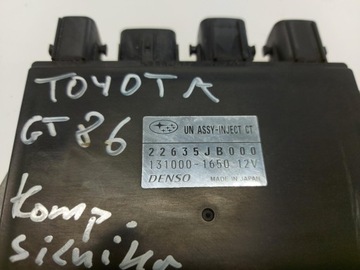 TOYOTA
GT 86
UN ASSY-INJECT CT
22635JB000
131000-1650 12V
DENSO MADE IN JAPAN
Komp.
silnika